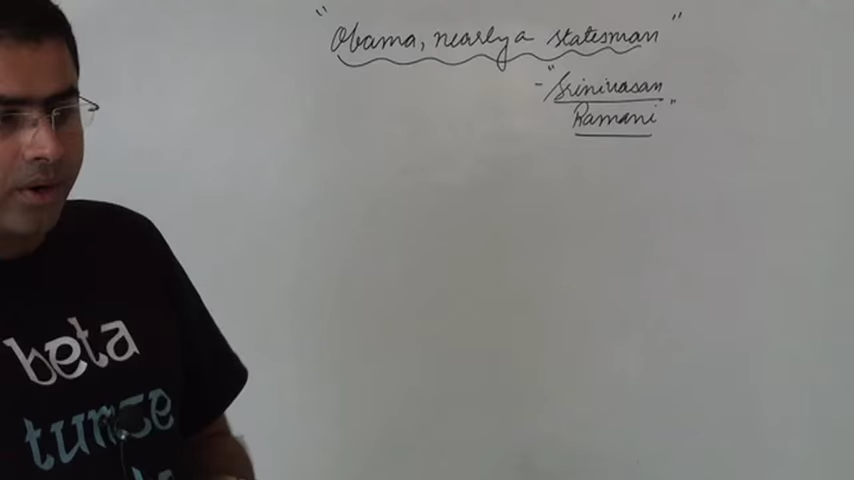 "Obama, nearly a statesman"
- "Srinivasan
Ramani"
beta